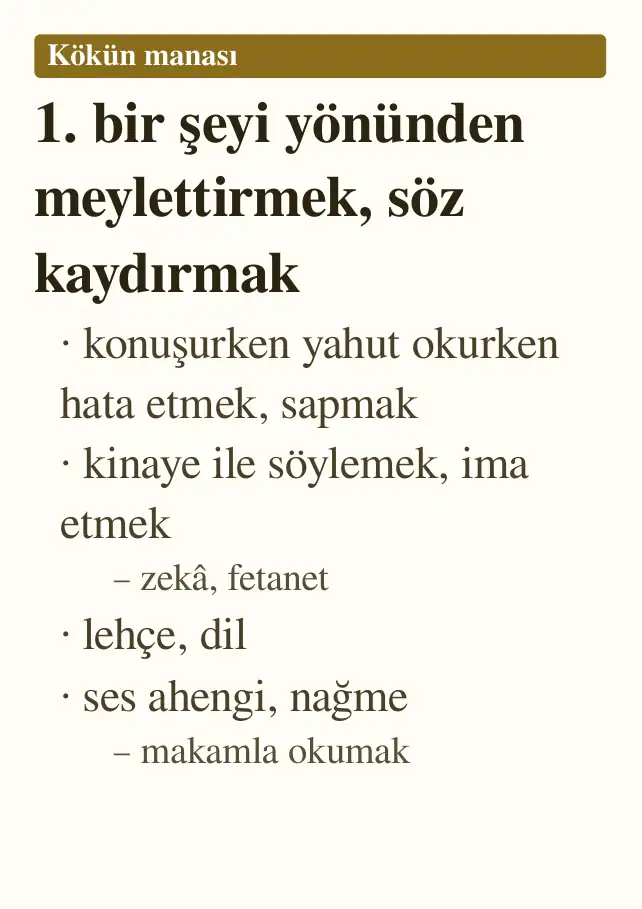 Kökün manası
1. bir şeyi yönünden
meylettirmek, söz
kaydırmak
· konuşurken yahut okurken
hata etmek, sapmak
· kinaye ile söylemek, ima
etmek
– zekâ, fetanet
· lehçe, dil
· ses ahengi, nağme
– makamla okumak